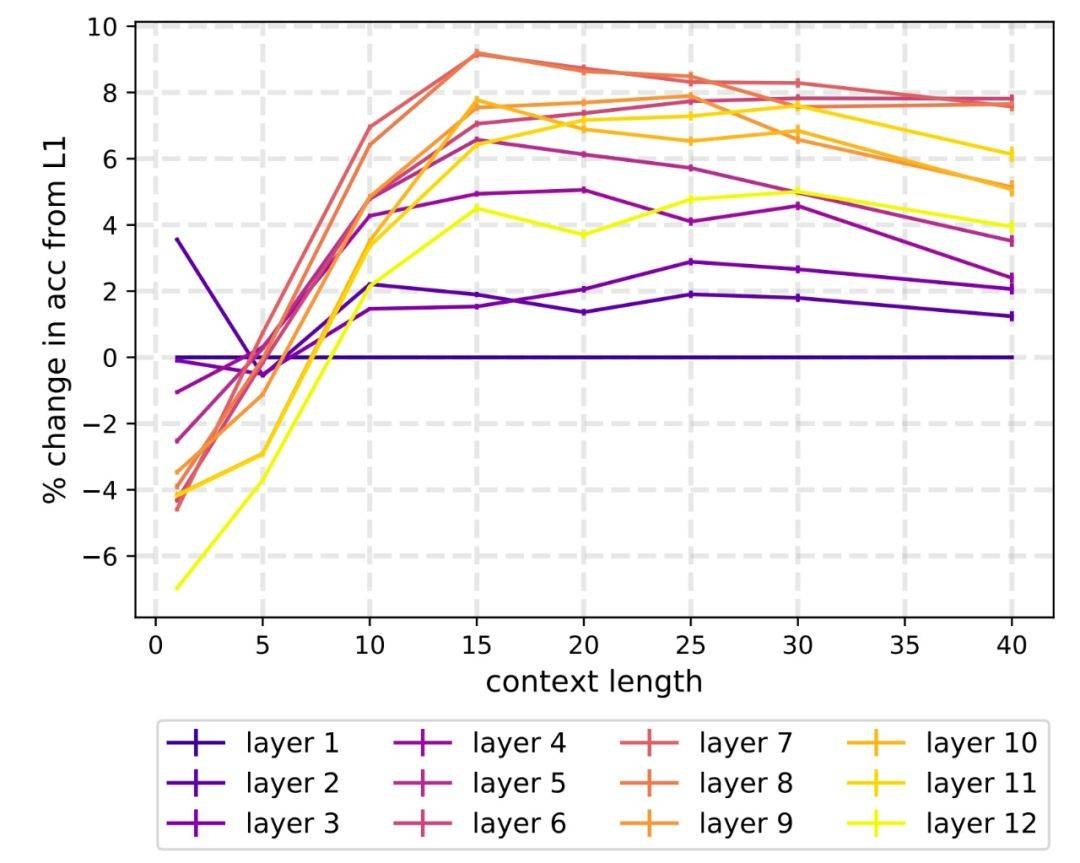 % change in acc from L1
10
8
6
4
2
0
−2
−4
−6
0 5 10 15 20 25 30 35 40
context length
layer 1 layer 4 layer 7 layer 10
layer 2 layer 5 layer 8 layer 11
layer 3 layer 6 layer 9 layer 12